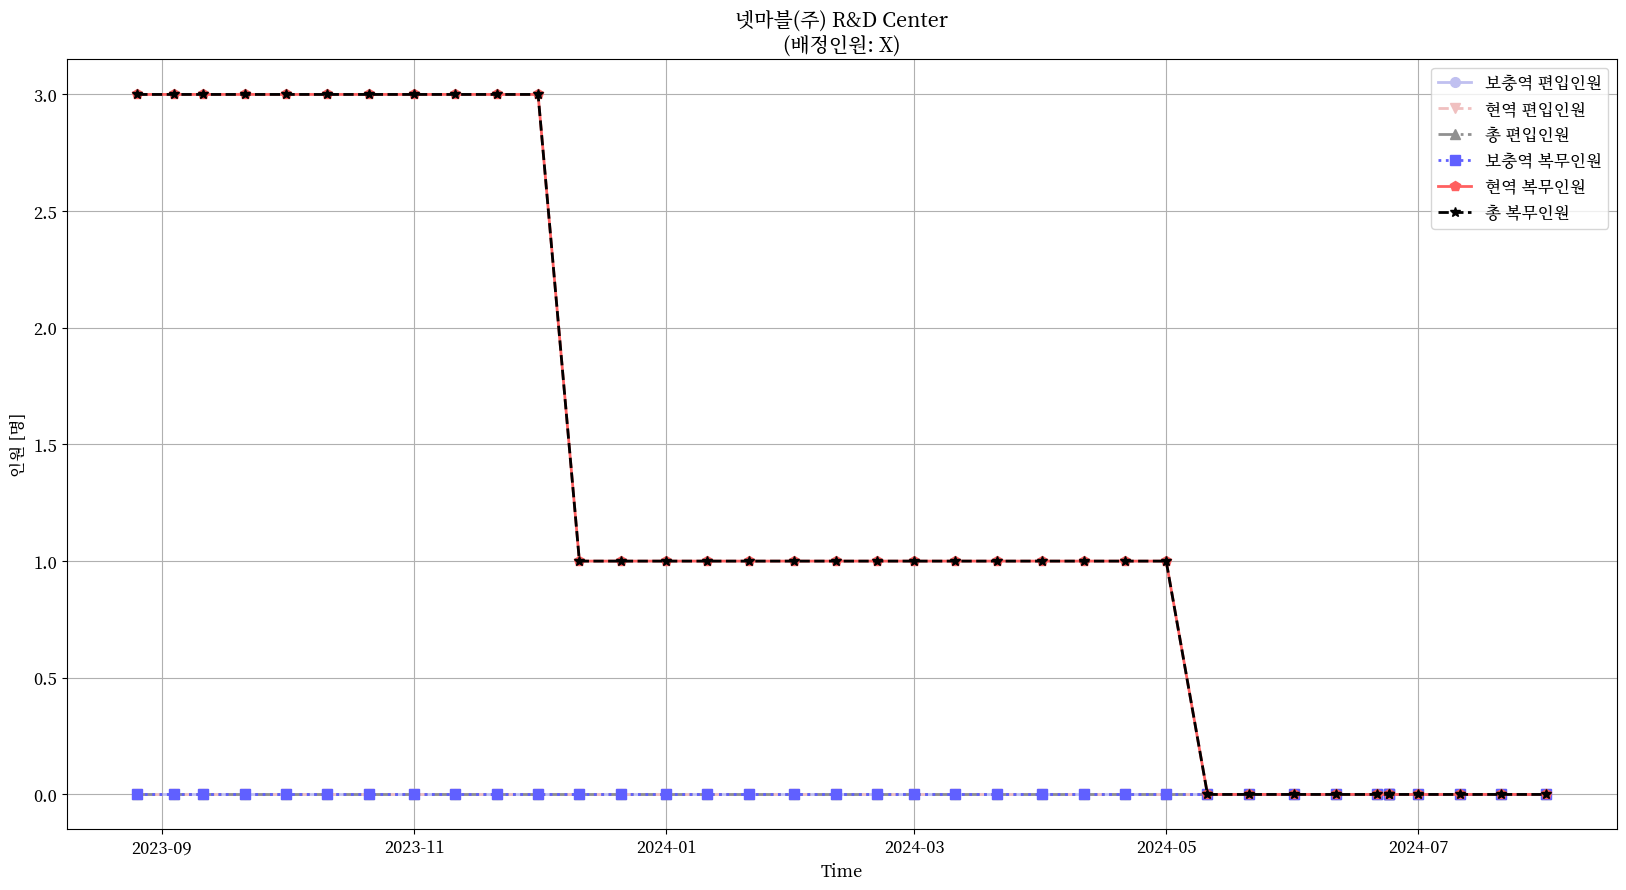 넷마블(주) R&D Center
(배정인원: X)
보충역 편입인원
현역 편입인원
총 편입인원
보충역 복무인원
현역 복무인원
총 복무인원
3.0
2.5
2.0
1.5
1.0
0.5
0.0
인원 [명]
2023-09
2023-11
2024-01
2024-03
2024-05
2024-07
Time